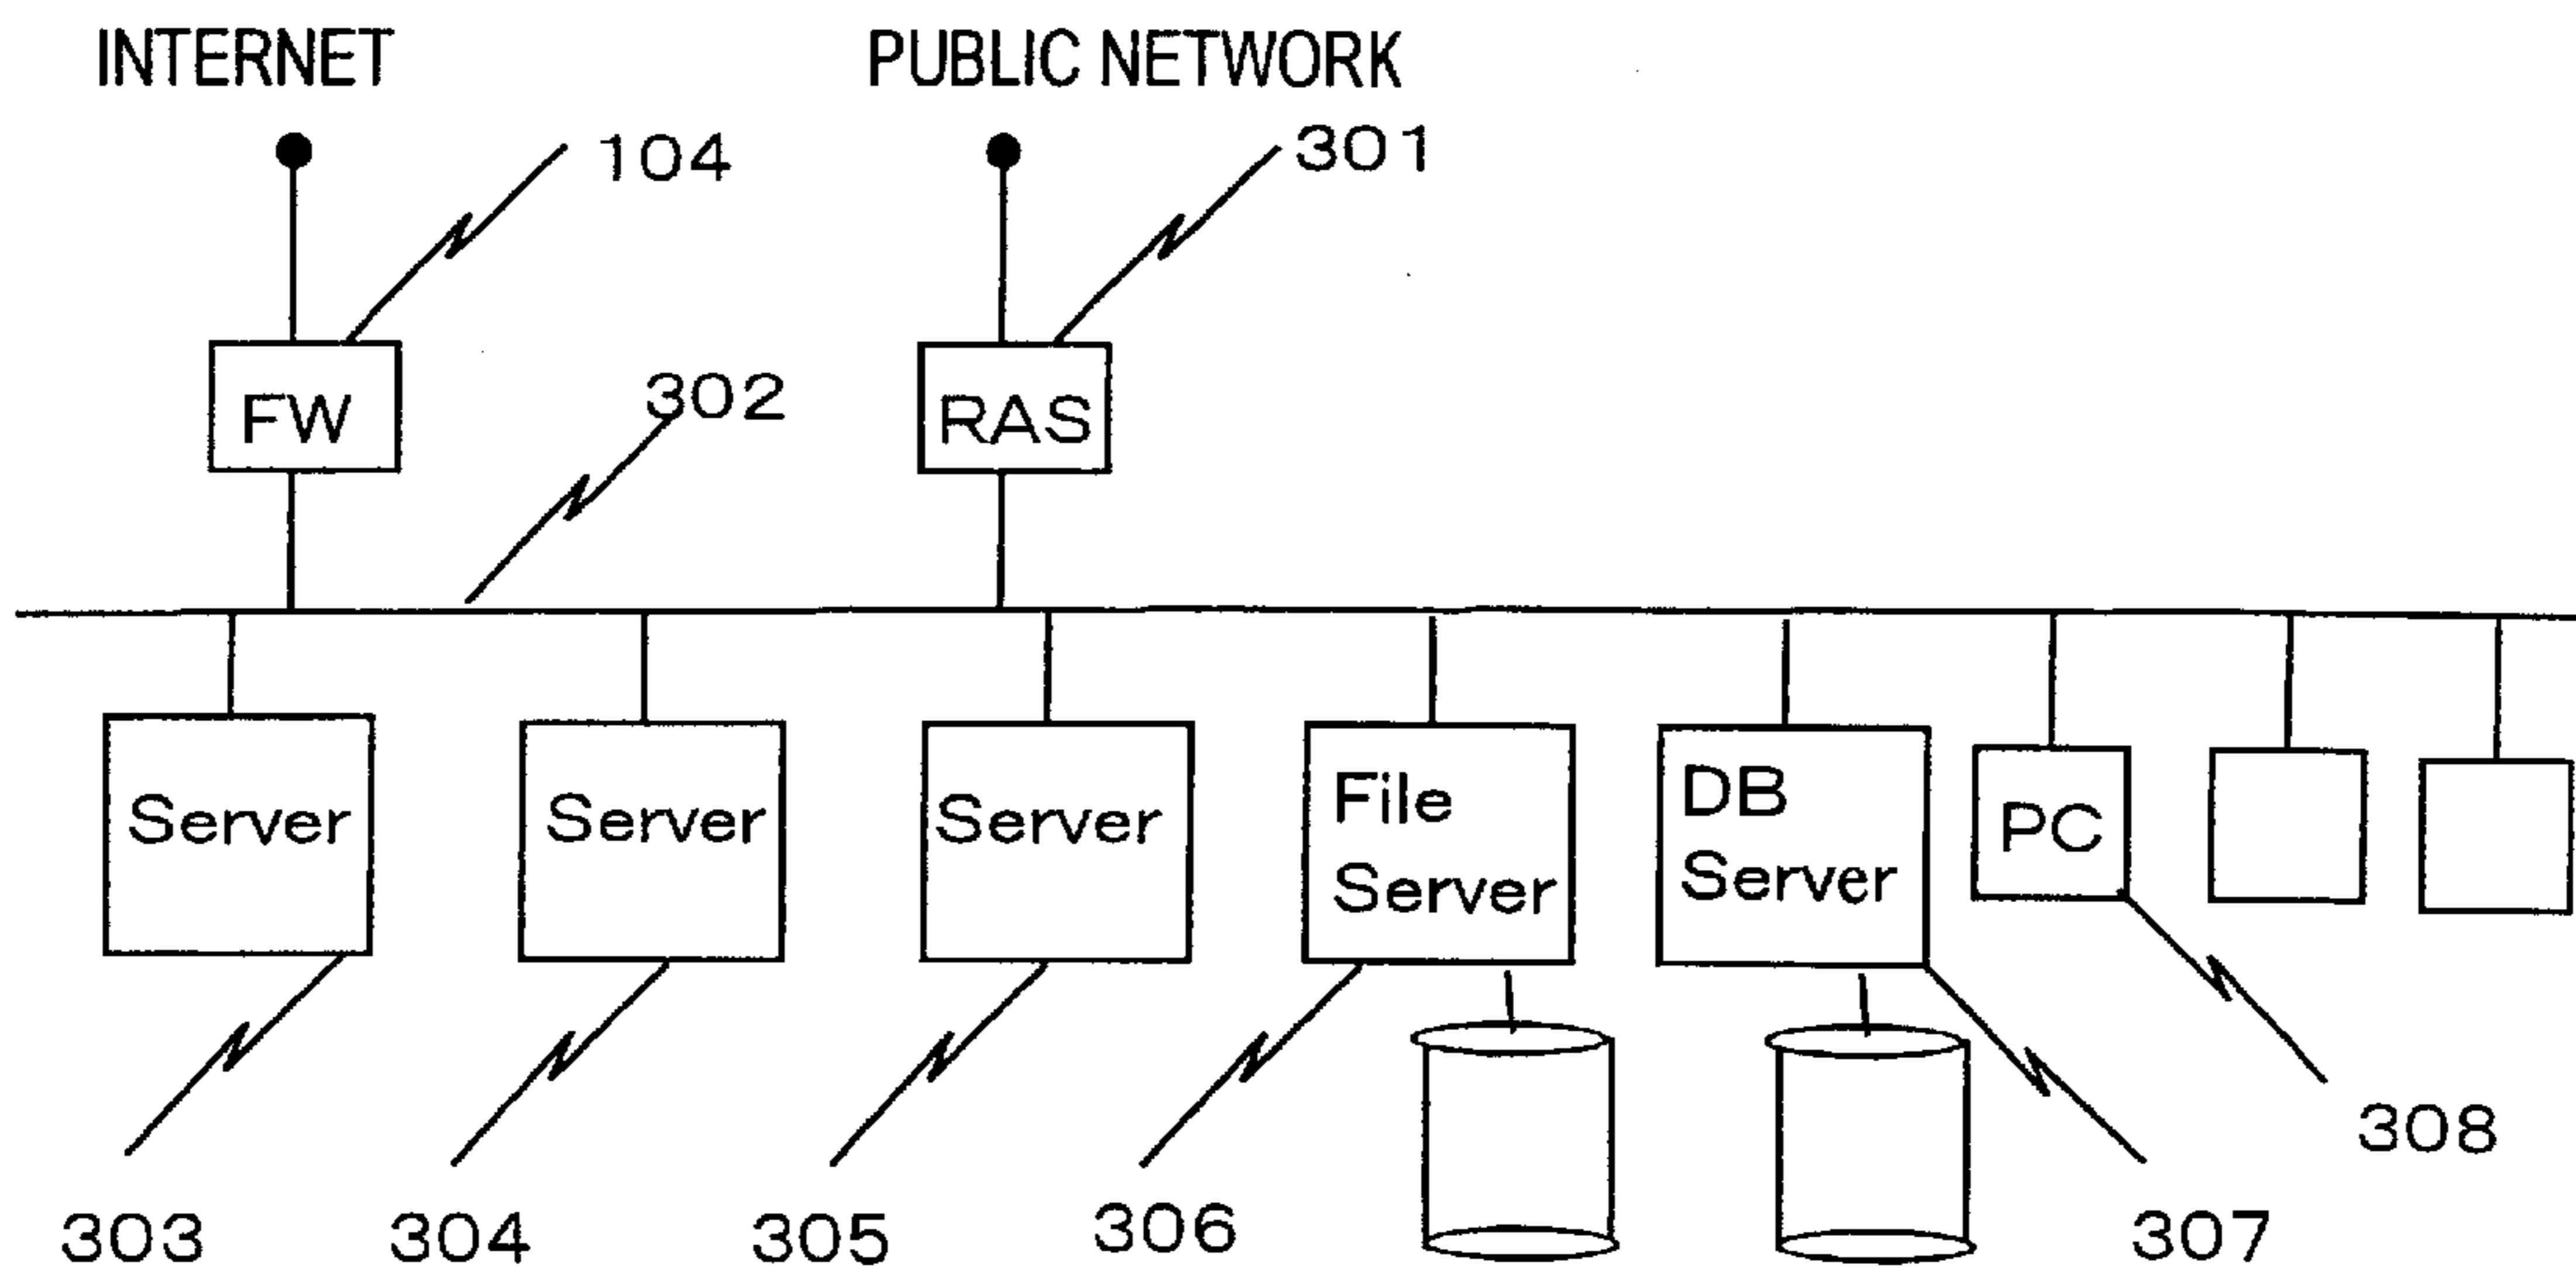 INTERNET
PUBLIC NETWORK
104
301
302
FW
RAS
Server
Server
Server
File
Server
DB
Server
PC
303
304
305
306
307
308